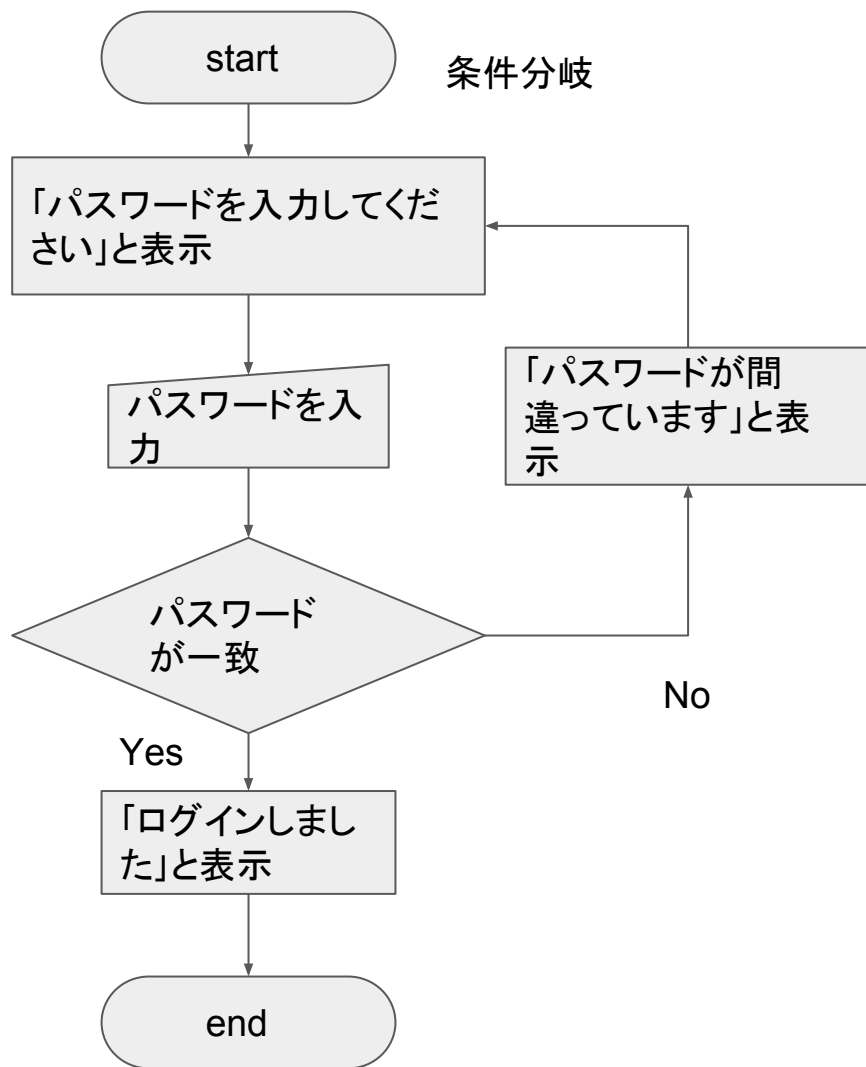 start
条件分岐
「パスワードを入力してくだ
さい」と表示
パスワードを入
力
「パスワードが間
違っています」と表
示
パスワード
が一致
No
Yes
「ログインしまし
た」と表示
end